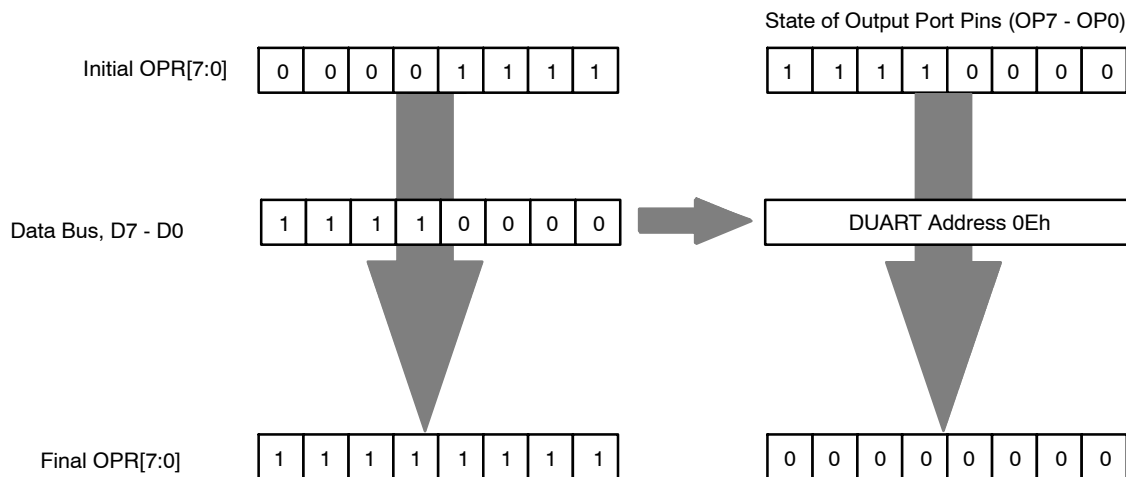 State of Output Port Pins (OP7 - OP0)
Initial OPR[7:0] 0 0 0 0 1 1 1 1 1 1 1 1 0 0 0 0
Data Bus, D7 - D0 1 1 1 1 0 0 0 0 DUART Address 0Eh
Final OPR[7:0] 1 1 1 1 1 1 1 1 0 0 0 0 0 0 0 0